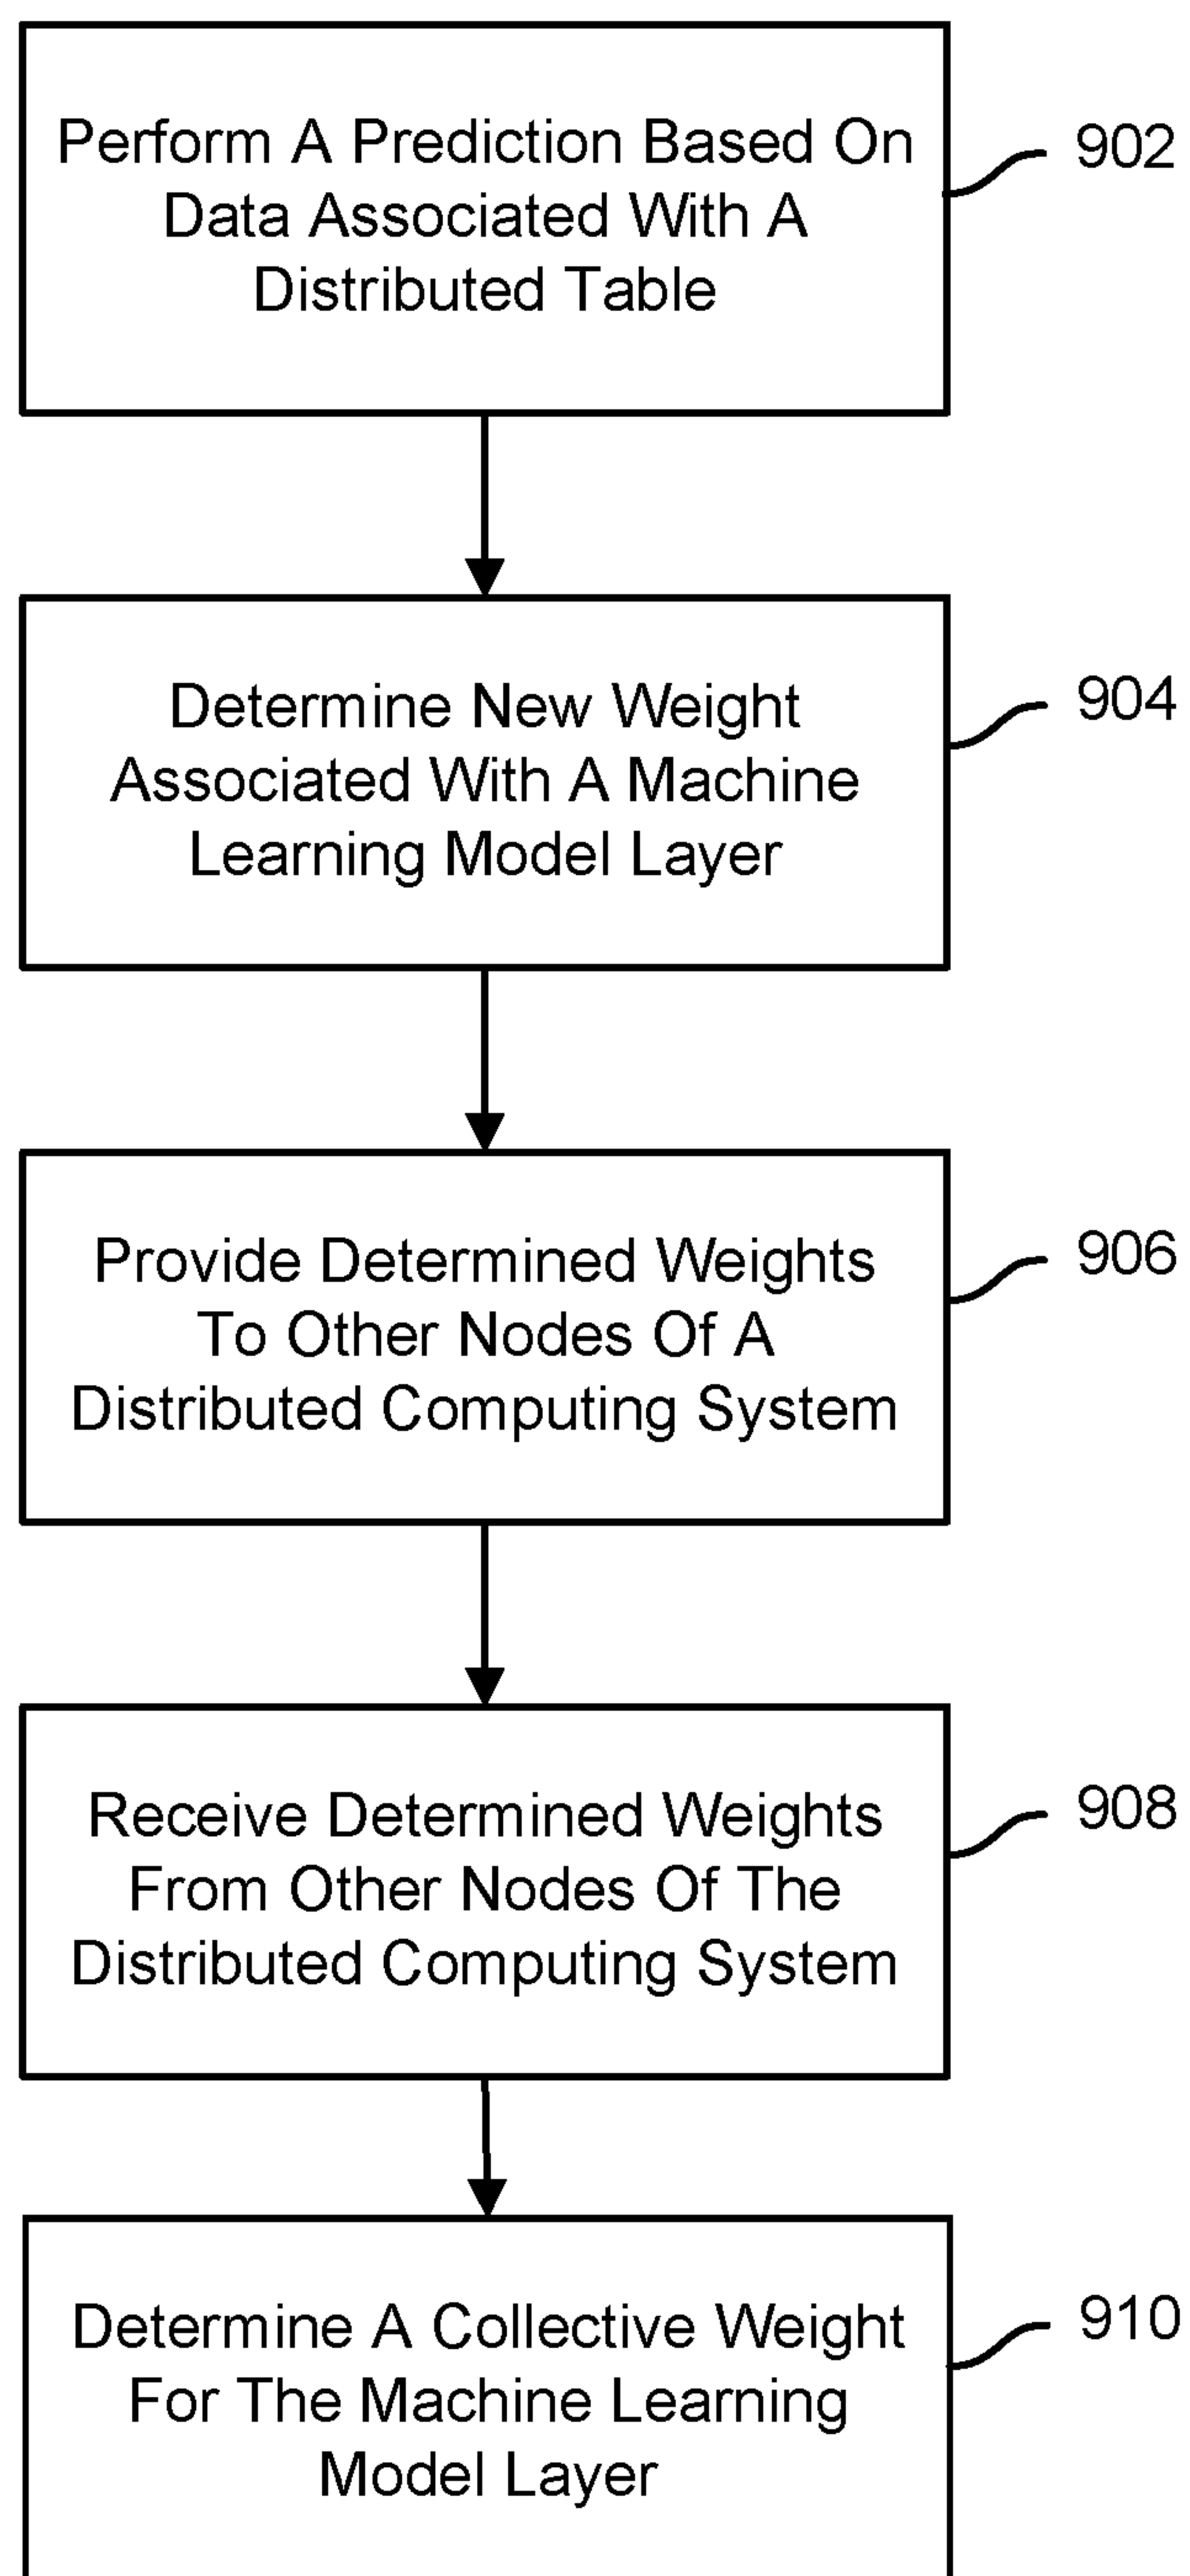 Perform A Prediction Based On
Data Associated With A
Distributed Table
902
Determine New Weight
Associated With A Machine
Learning Model Layer
904
Provide Determined Weights
To Other Nodes Of A
Distributed Computing System
906
Receive Determined Weights
From Other Nodes Of The
Distributed Computing System
908
Determine A Collective Weight
For The Machine Learning
Model Layer
910